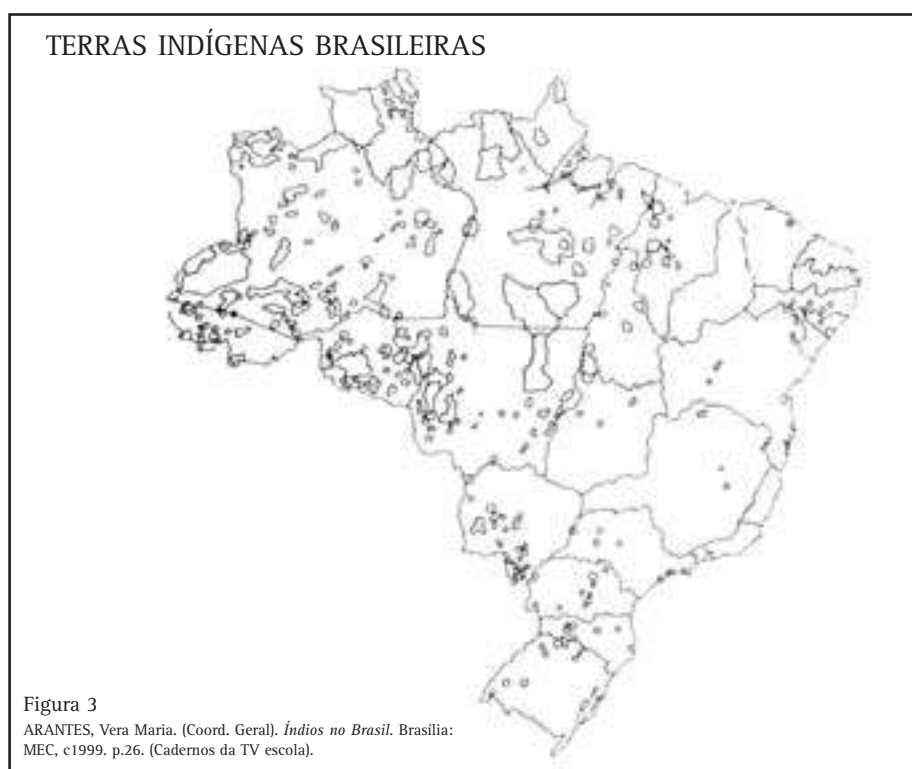 TERRAS INDÍGENAS BRASILEIRAS
Figura 3
ARANTES, Vera Maria. (Coord. Geral). Índios no Brasil. Brasília:
MEC, c1999. p.26. (Cadernos da TV escola).